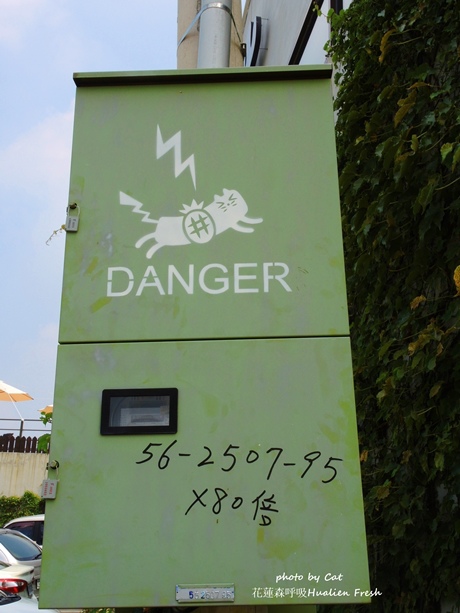 DANGER
56-2507-95
X80倍
photo by Cat
花蓮森呼吸Hualien Fresh